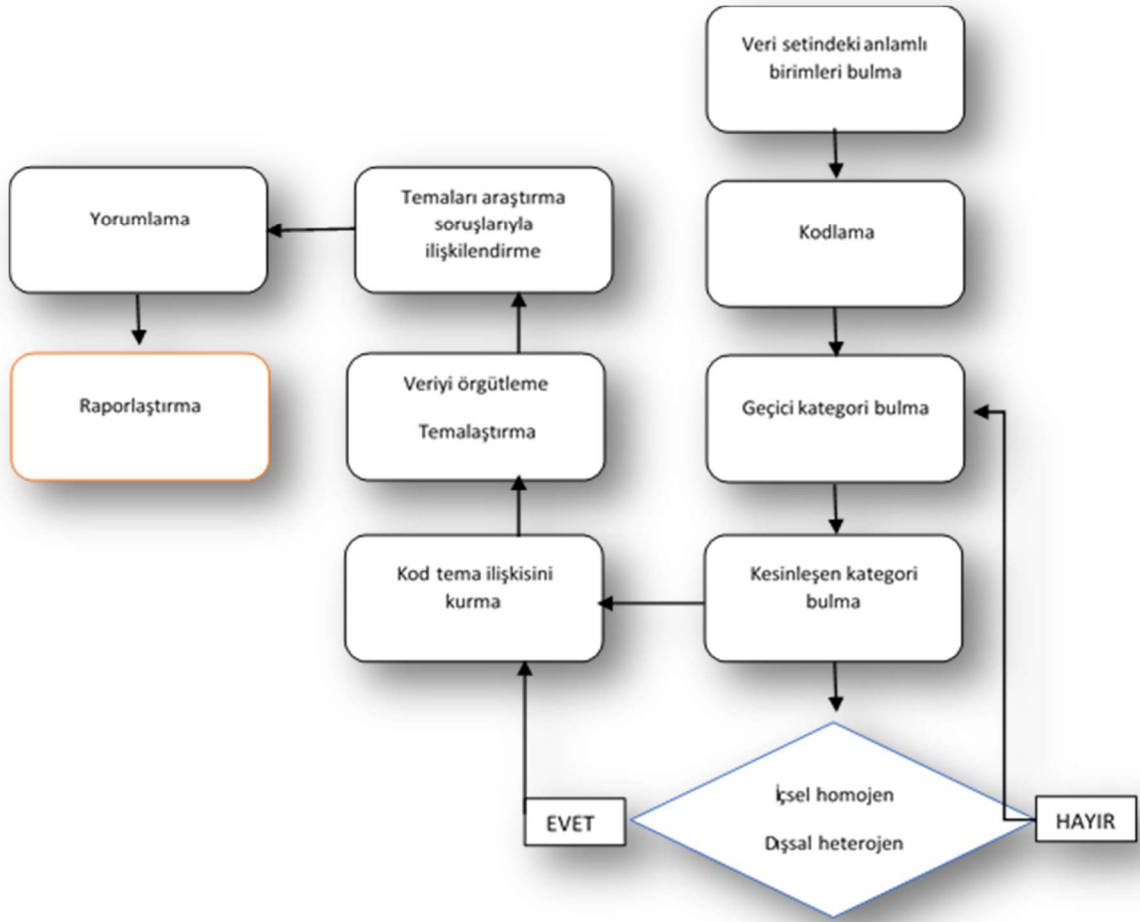 Veri setindeki anlamlı
birimleri bulma
Kodlama
Geçici kategori bulma
Kesinleşen kategori
bulma
İçsel homojen
Dışsal heterojen
HAYIR
EVET
Kod tema ilişkisini
kurma
Veriyi örgütleme
Temalaştırma
Temaları araştırma
soruşlarıyla
ilişkilendirme
Yorumlama
Raporlaştırma